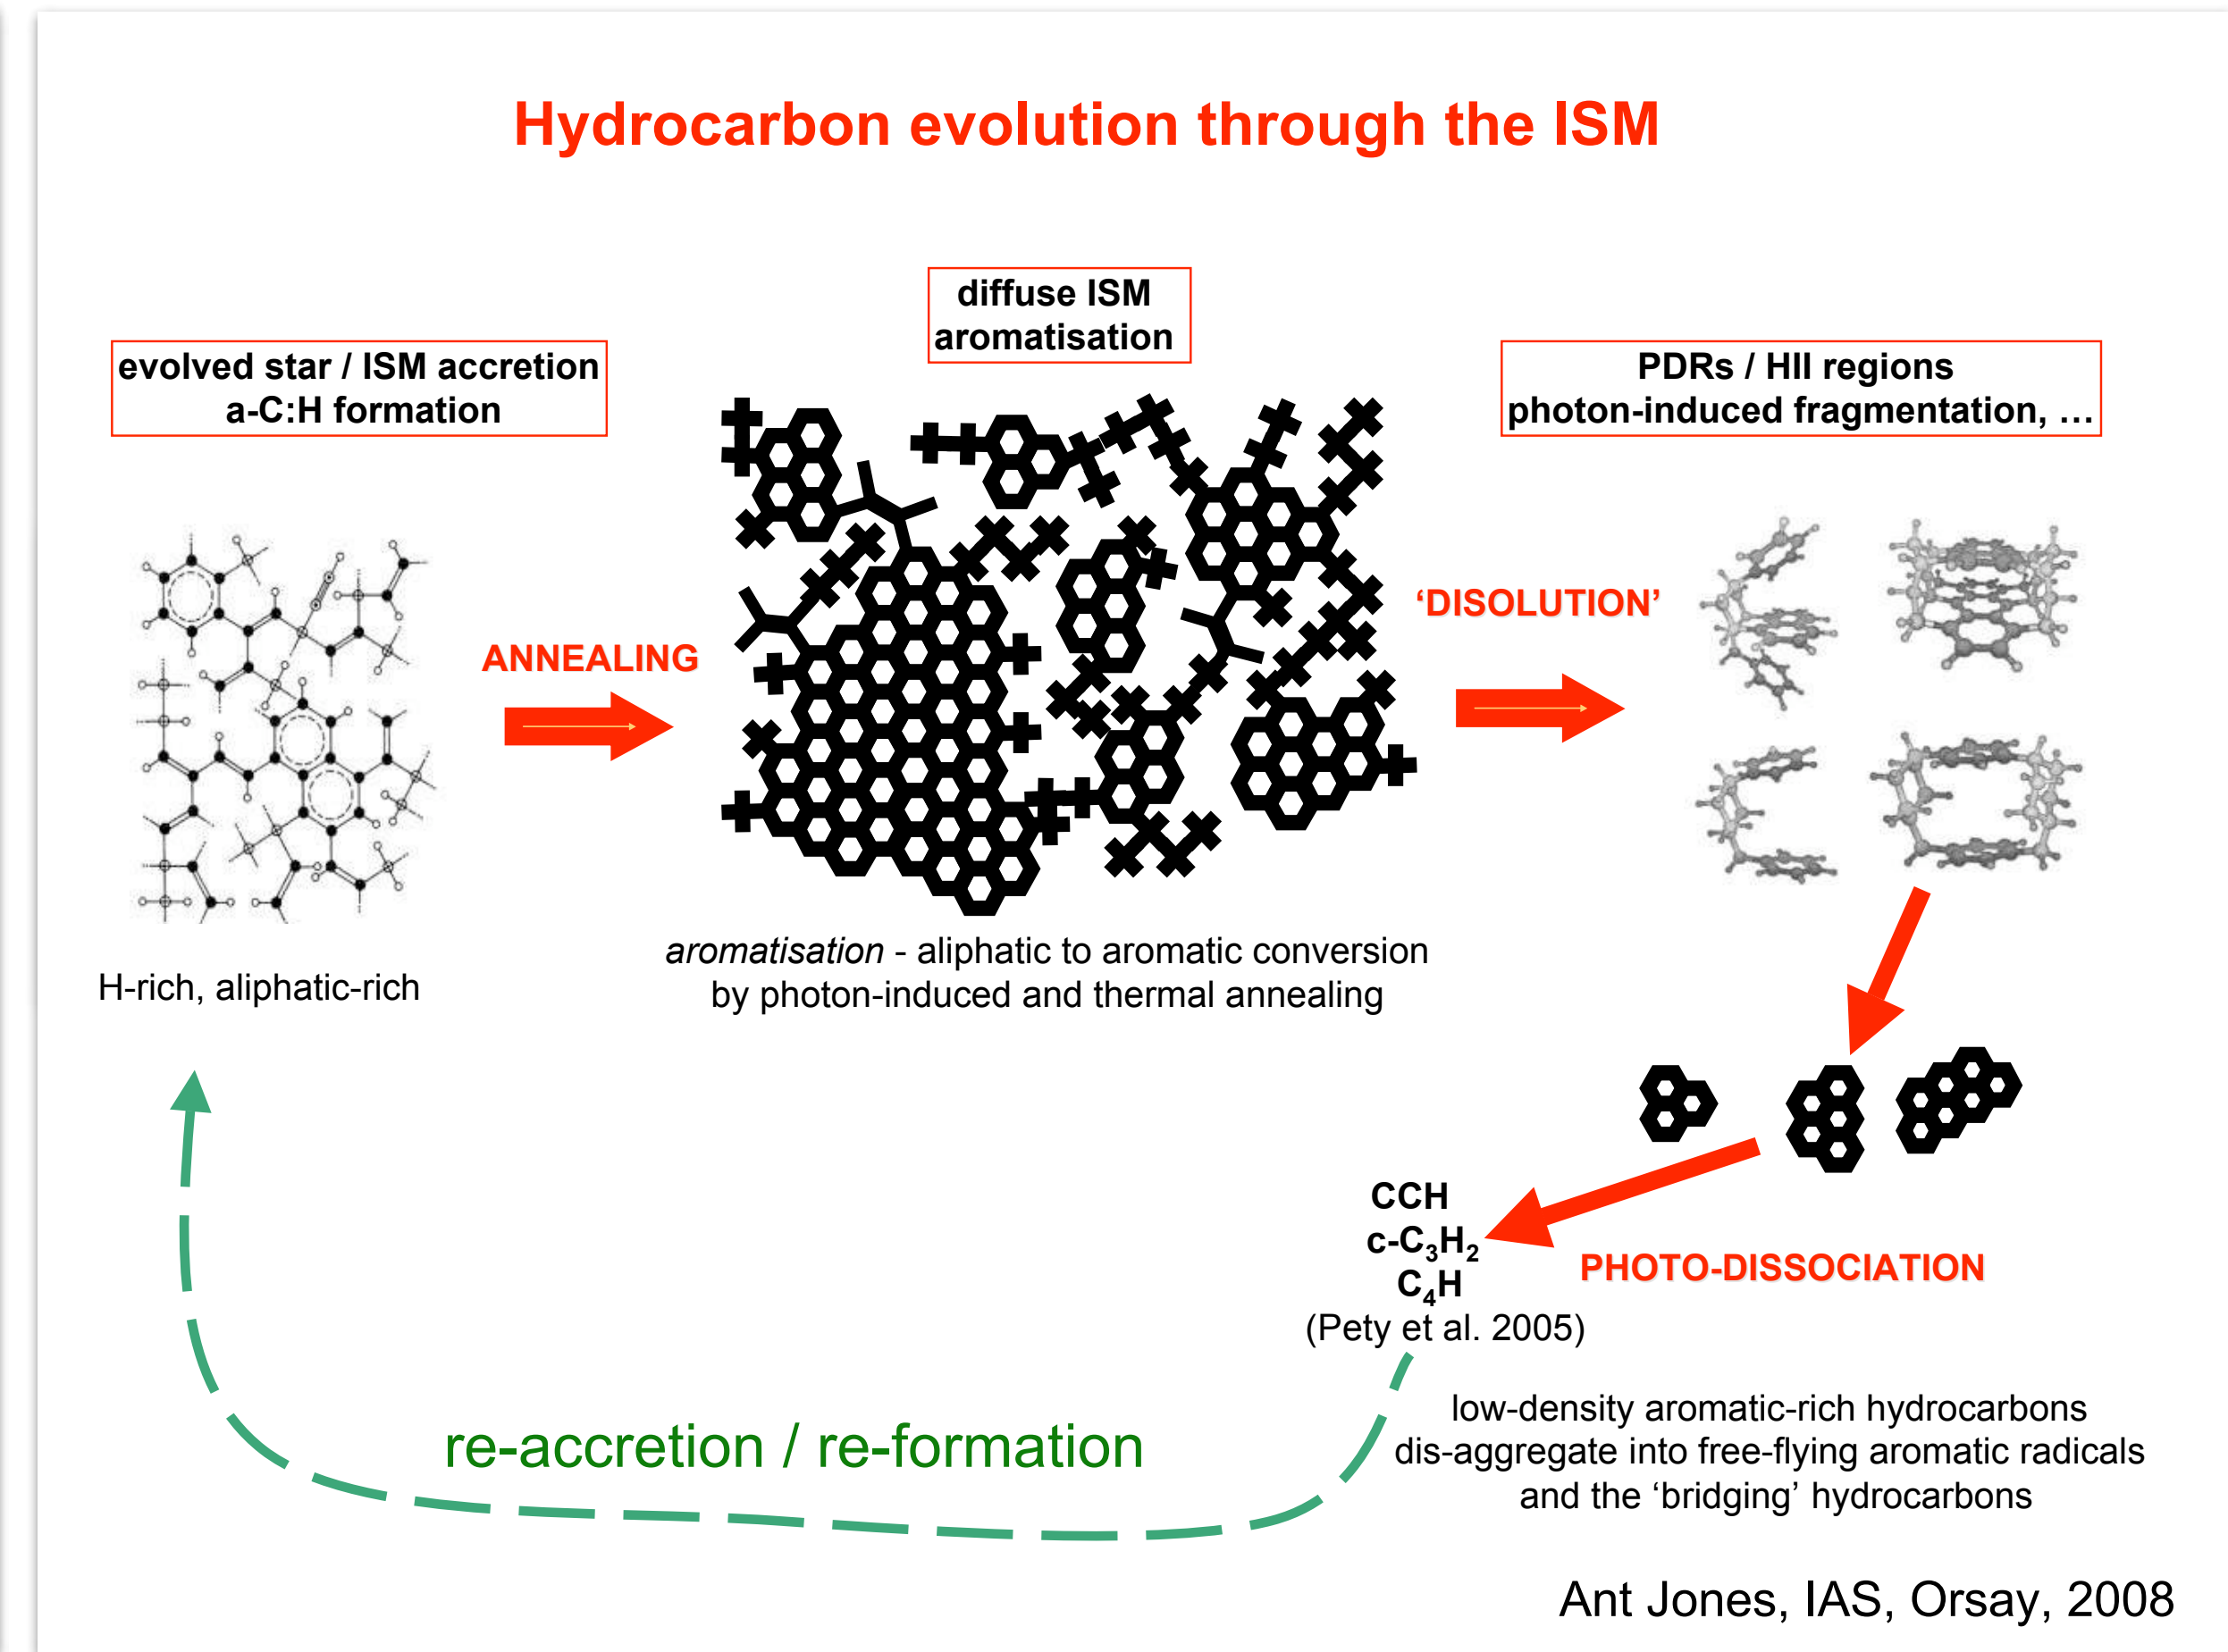 Hydrocarbon evolution through the ISM
evolved star / ISM accretion
a-C:H formation
diffuse ISM
aromatisation
PDRs / HII regions
photon-induced fragmentation, …
ANNEALING
‘DISOLUTION’
H-rich, aliphatic-rich
aromatisation - aliphatic to aromatic conversion
by photon-induced and thermal annealing
CCH
c-C₃H₂
C₄H
(Pety et al. 2005)
PHOTO-DISSOCIATION
re-accretion / re-formation
low-density aromatic-rich hydrocarbons
dis-aggregate into free-flying aromatic radicals
and the ‘bridging’ hydrocarbons
Ant Jones, IAS, Orsay, 2008